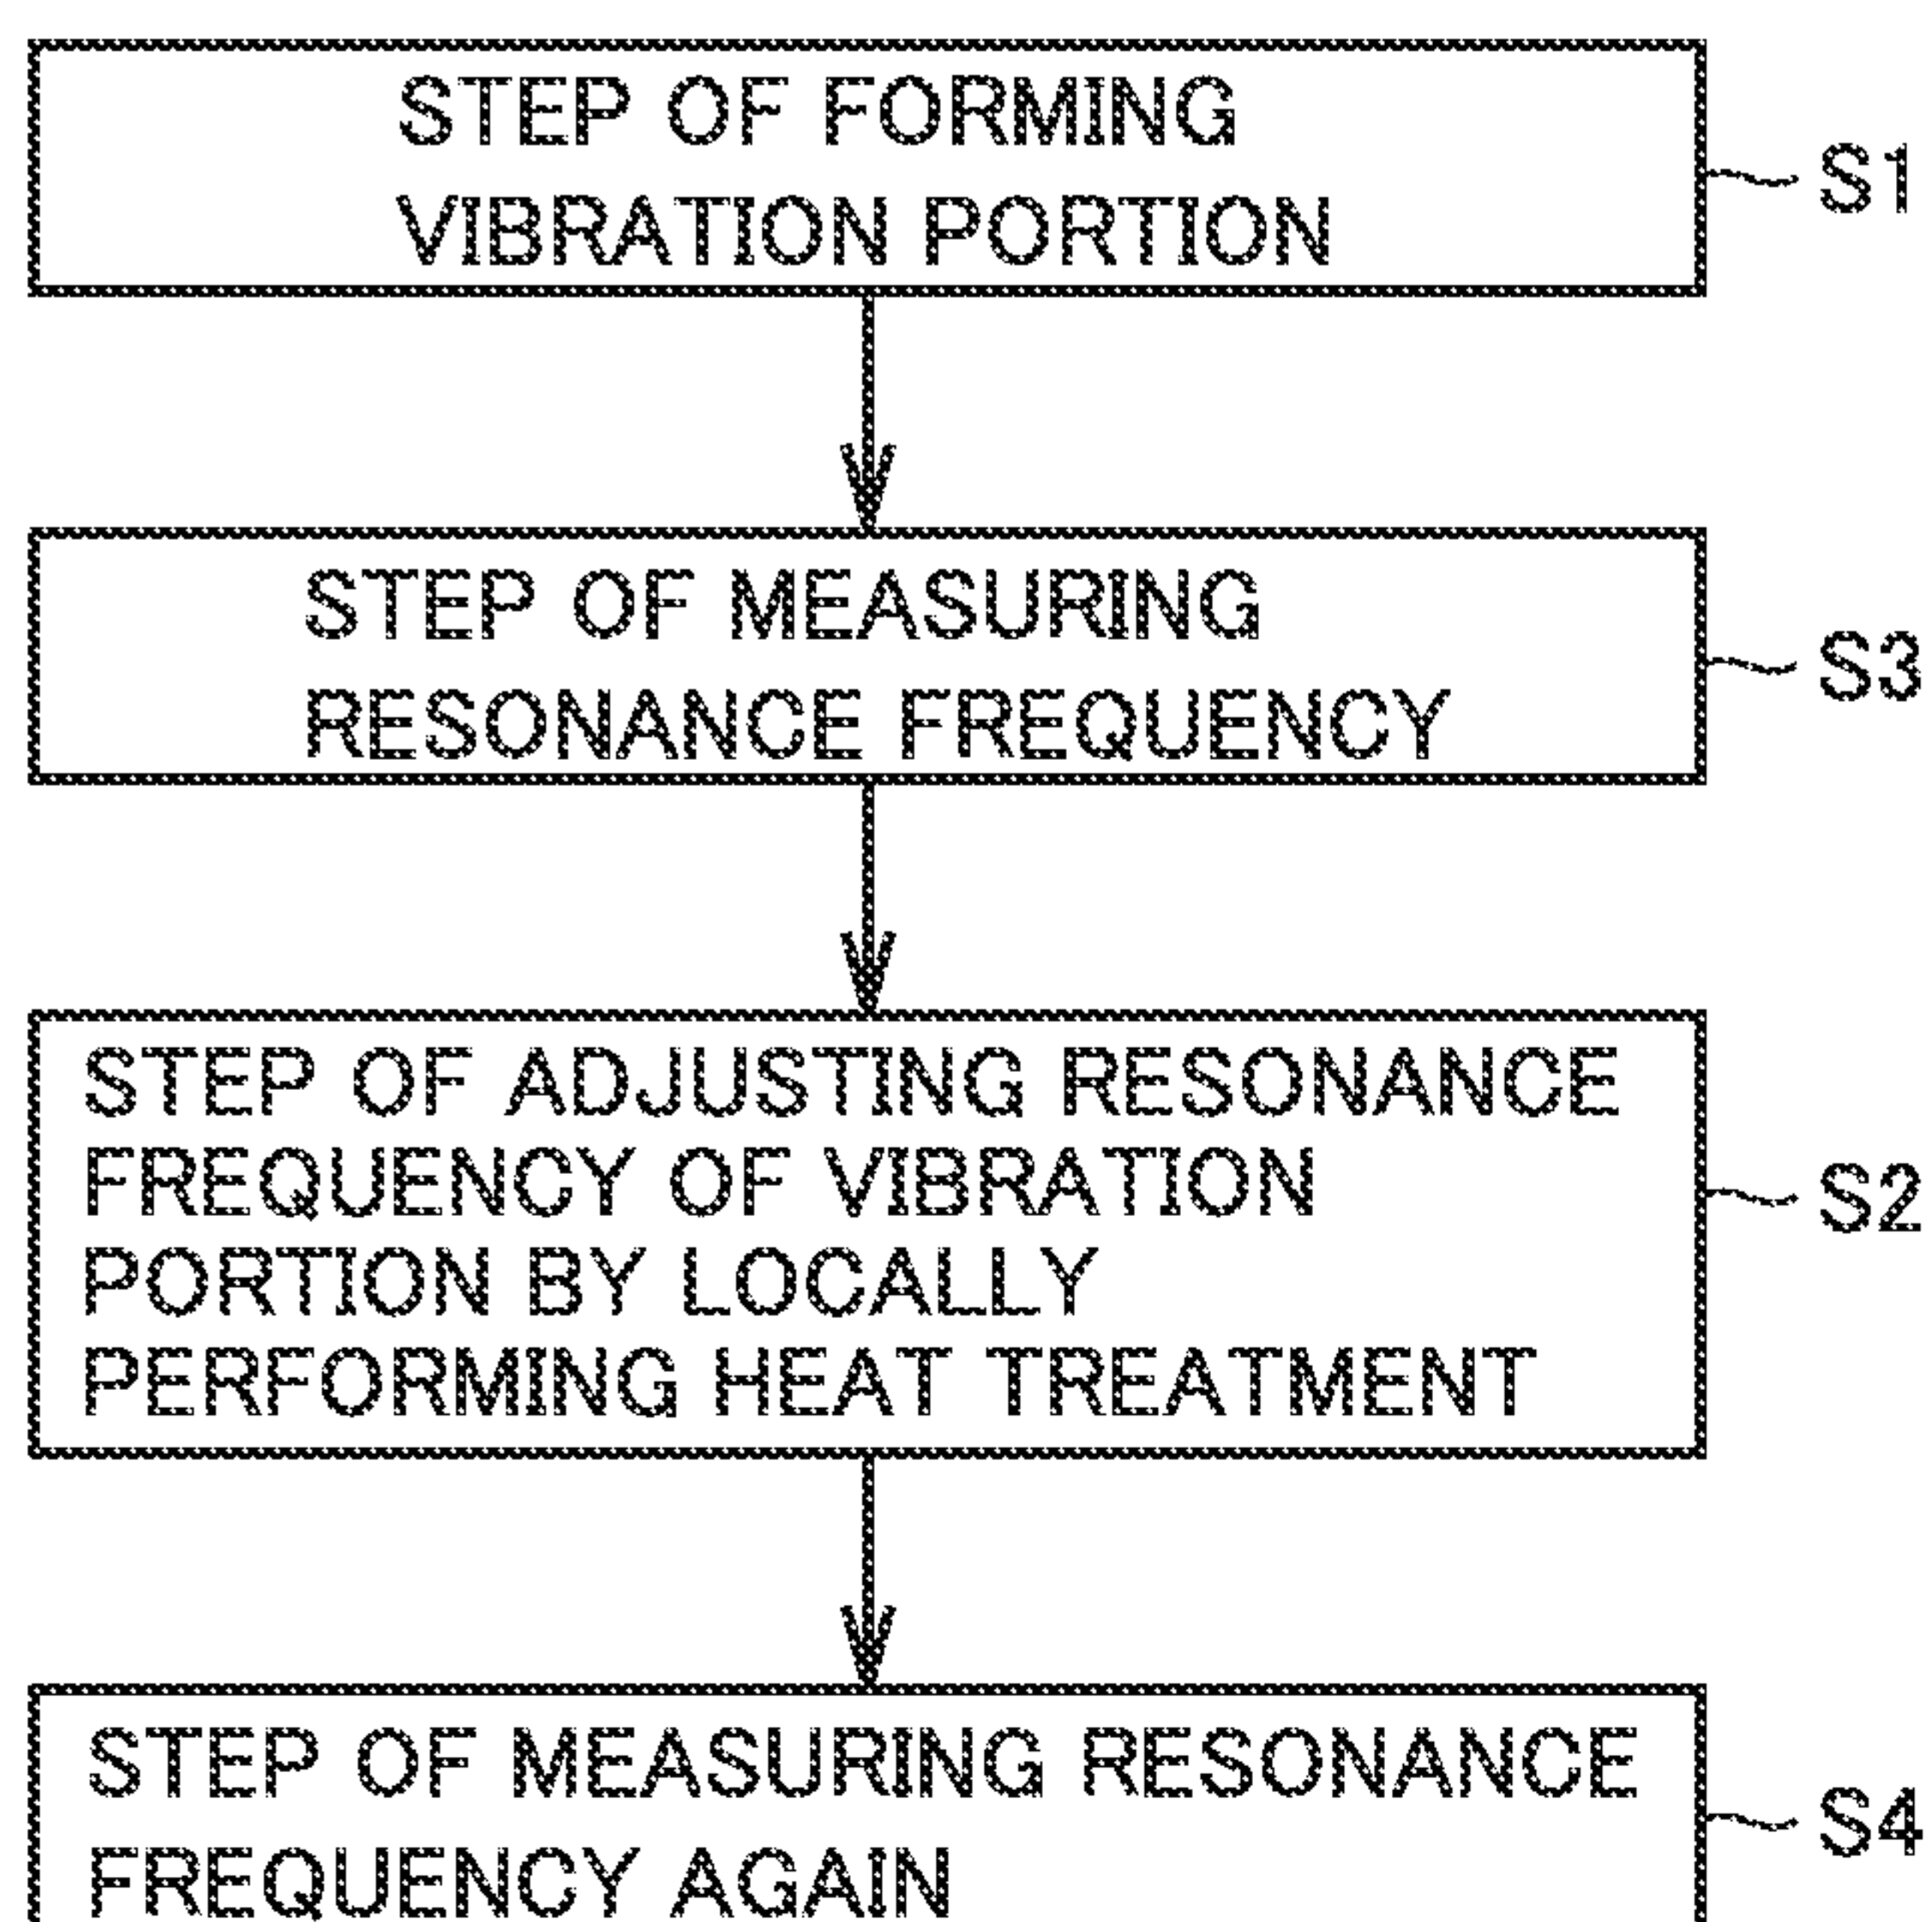 STEP OF FORMING
VIBRATION PORTION
S1
STEP OF MEASURING
RESONANCE FREQUENCY
S3
STEP OF ADJUSTING RESONANCE
FREQUENCY OF VIBRATION
PORTION BY LOCALLY
PERFORMING HEAT TREATMENT
S2
STEP OF MEASURING RESONANCE
FREQUENCY AGAIN
S4